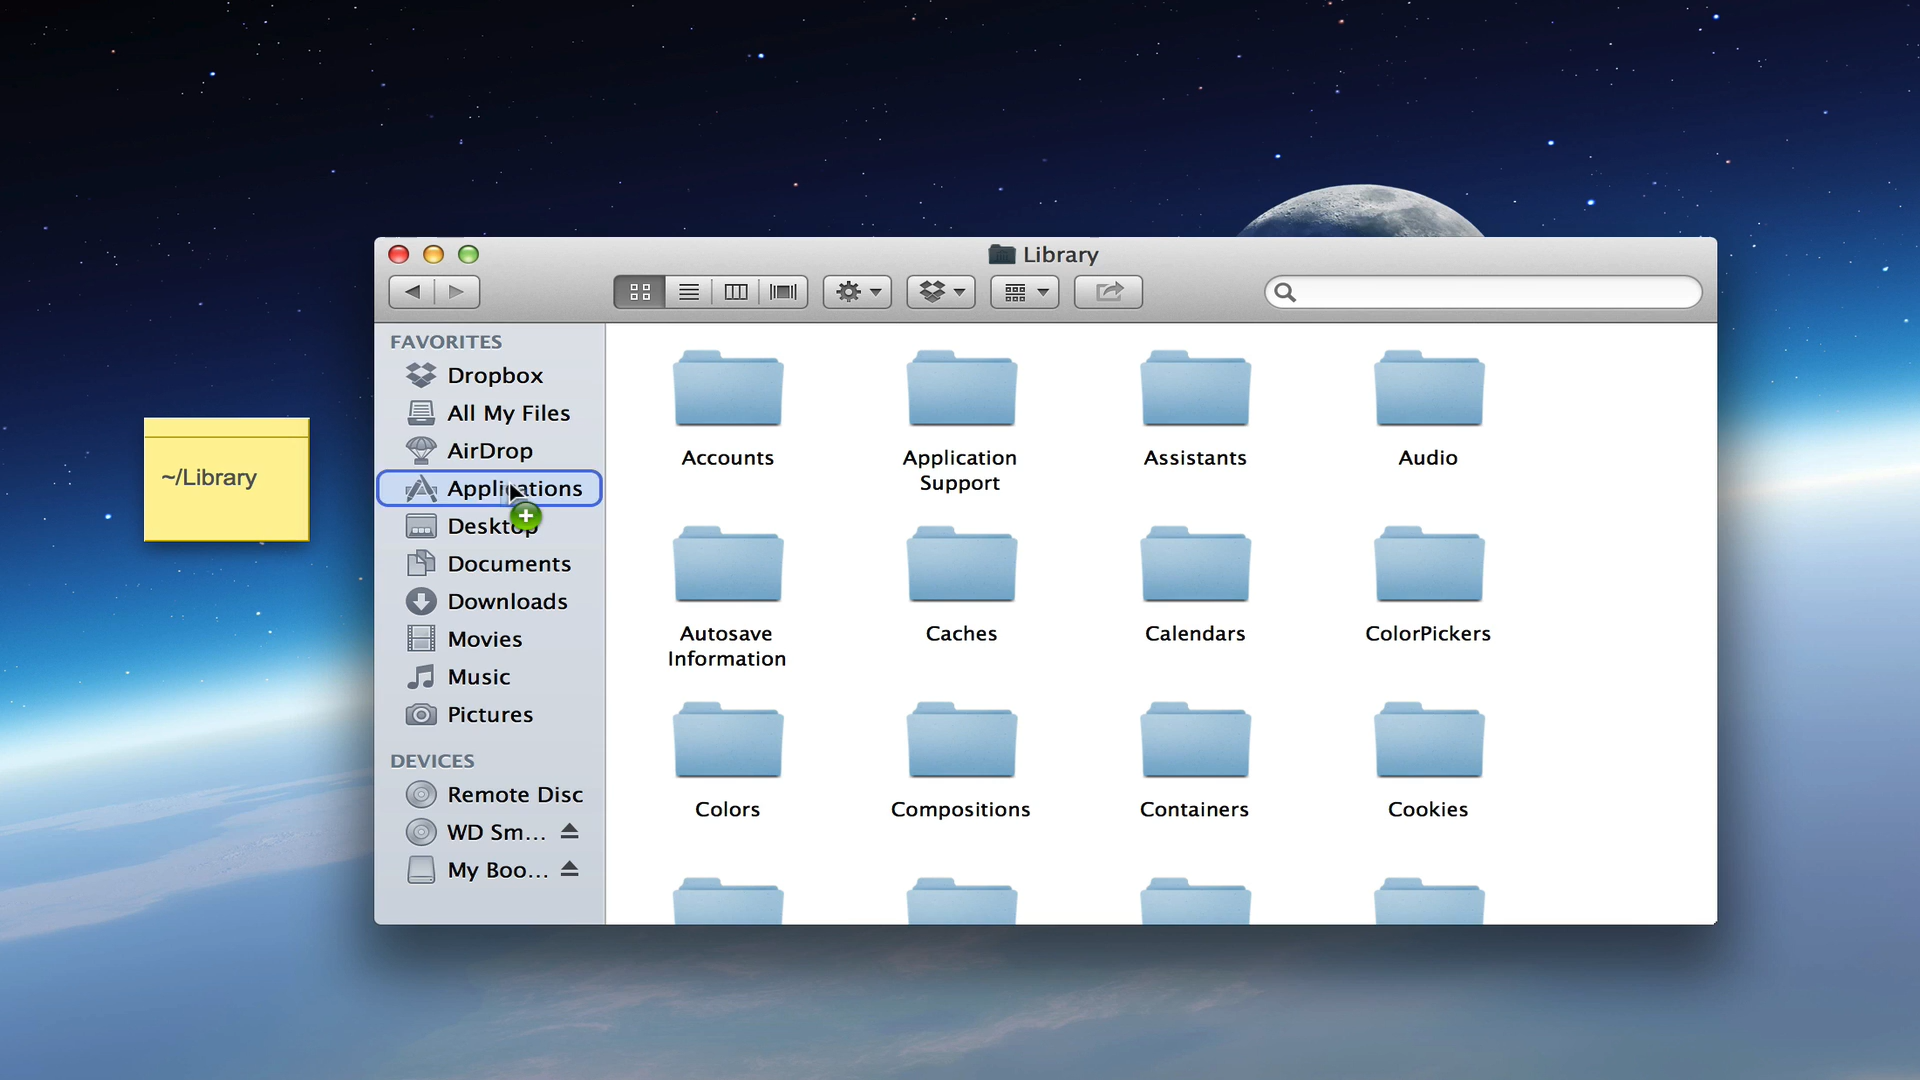 Library
FAVORITES
Dropbox
All My Files
AirDrop
Applications
Desktop
Documents
Downloads
Movies
Music
Pictures
DEVICES
Remote Disc
WD Sm...
My Boo...
~/Library
Accounts
Application
Support
Assistants
Audio
Autosave
Information
Caches
Calendars
ColorPickers
Colors
Compositions
Containers
Cookies